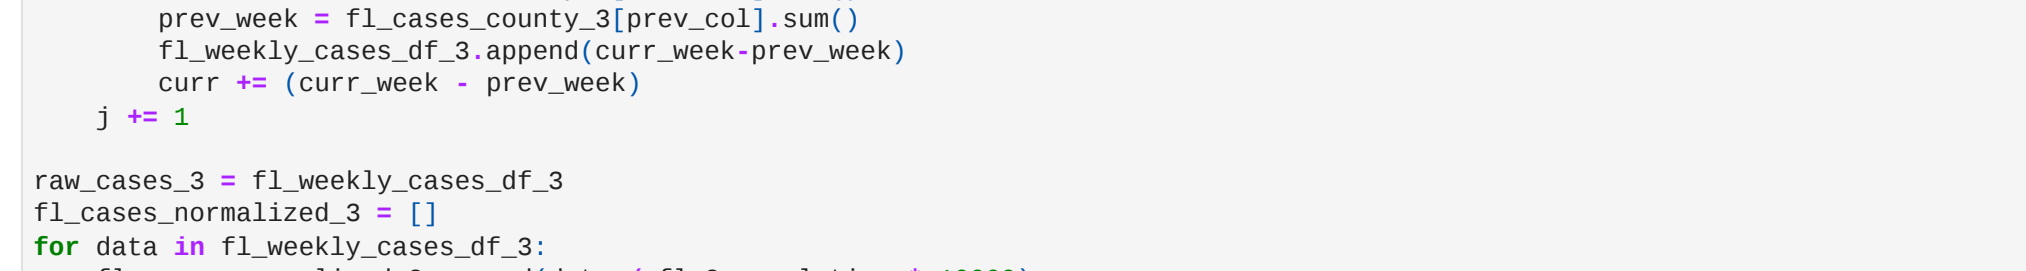 prev_week = fl_cases_county_3[prev_col].sum()
fl_weekly_cases_df_3.append(curr_week-prev_week)
curr += (curr_week - prev_week)
j += 1
raw_cases_3 = fl_weekly_cases_df_3
fl_cases_normalized_3 = []
for data in fl_weekly_cases_df_3: